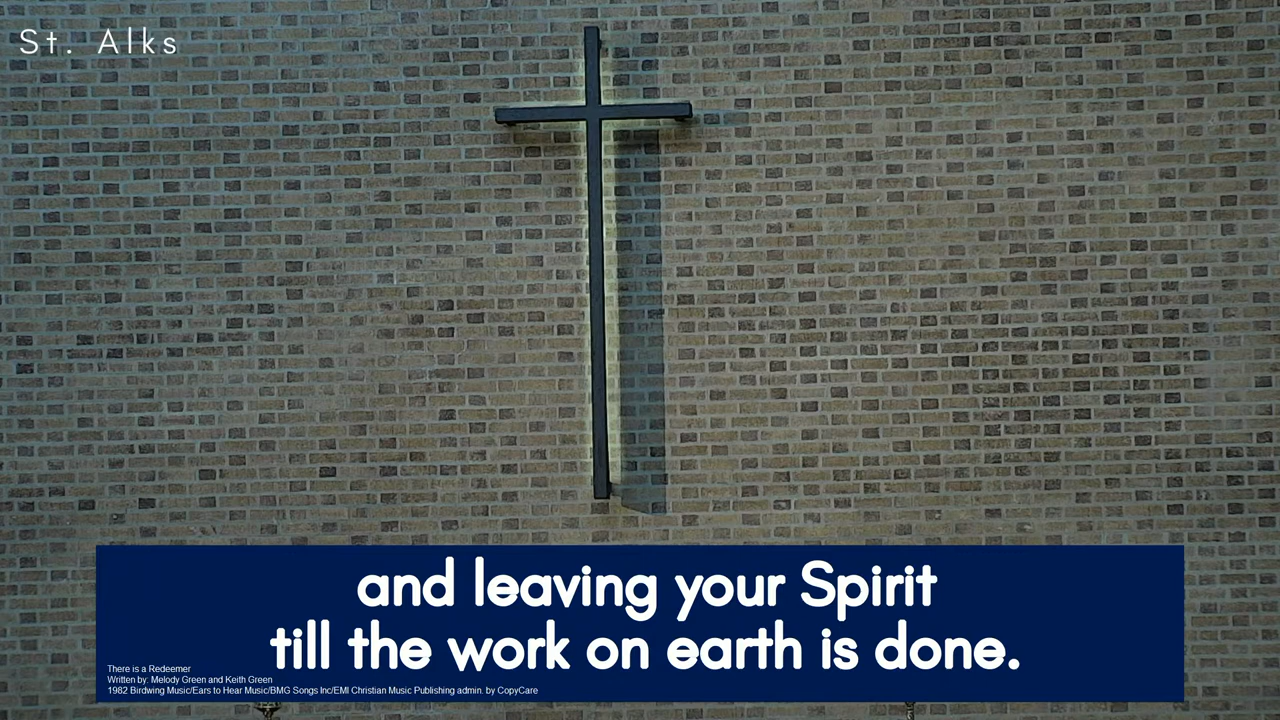 St. Alks
and leaving your Spirit
till the work on earth is done.
There is a Redeemer
Written by: Melody Green and Keith Green
1982 Birdwing Music/Ears to Hear Music/BMG Songs Inc/EMI Christian Music Publishing admin. by CopyCare